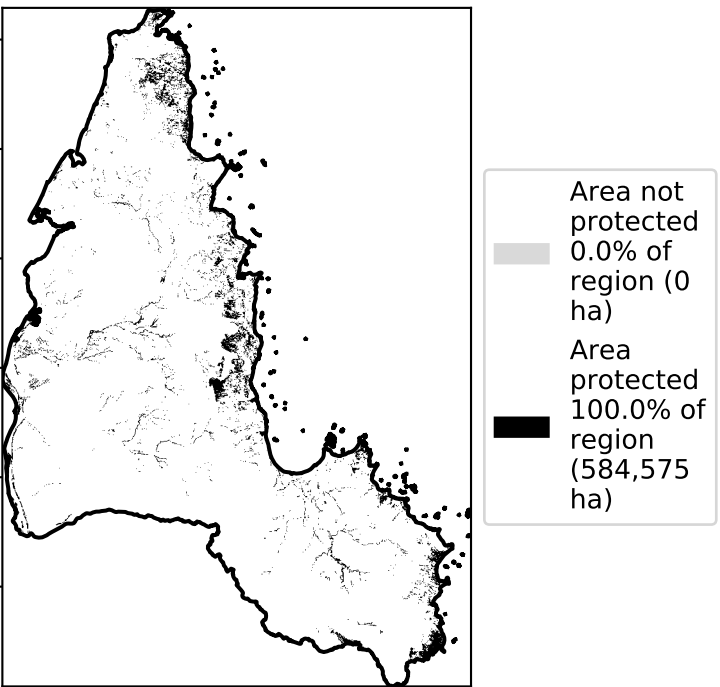 Area not
protected
0.0% of
region (0
ha)
Area
protected
100.0% of
region
(584,575
ha)